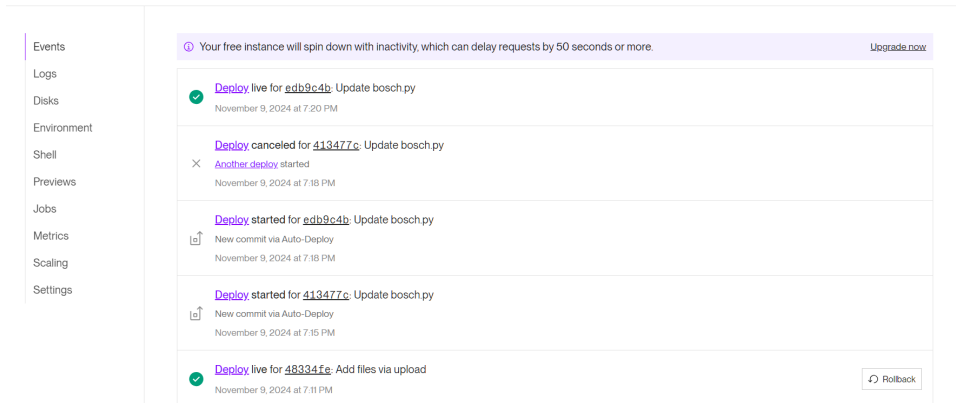 Events
Logs
Disks
Environment
Shell
Previews
Jobs
Metrics
Scaling
Settings
Your free instance will spin down with inactivity, which can delay requests by 50 seconds or more.
Upgrade now
Deploy live for edb9c4b: Update bosch.py
November 9, 2024 at 7:20 PM
Deploy canceled for 413477c: Update bosch.py
Another deploy started
November 9, 2024 at 7:18 PM
Deploy started for edb9c4b: Update bosch.py
New commit via Auto-Deploy
November 9, 2024 at 7:18 PM
Deploy started for 413477c: Update bosch.py
New commit via Auto-Deploy
November 9, 2024 at 7:15 PM
Deploy live for 48334fe: Add files via upload
November 9, 2024 at 7:11 PM
Rollback